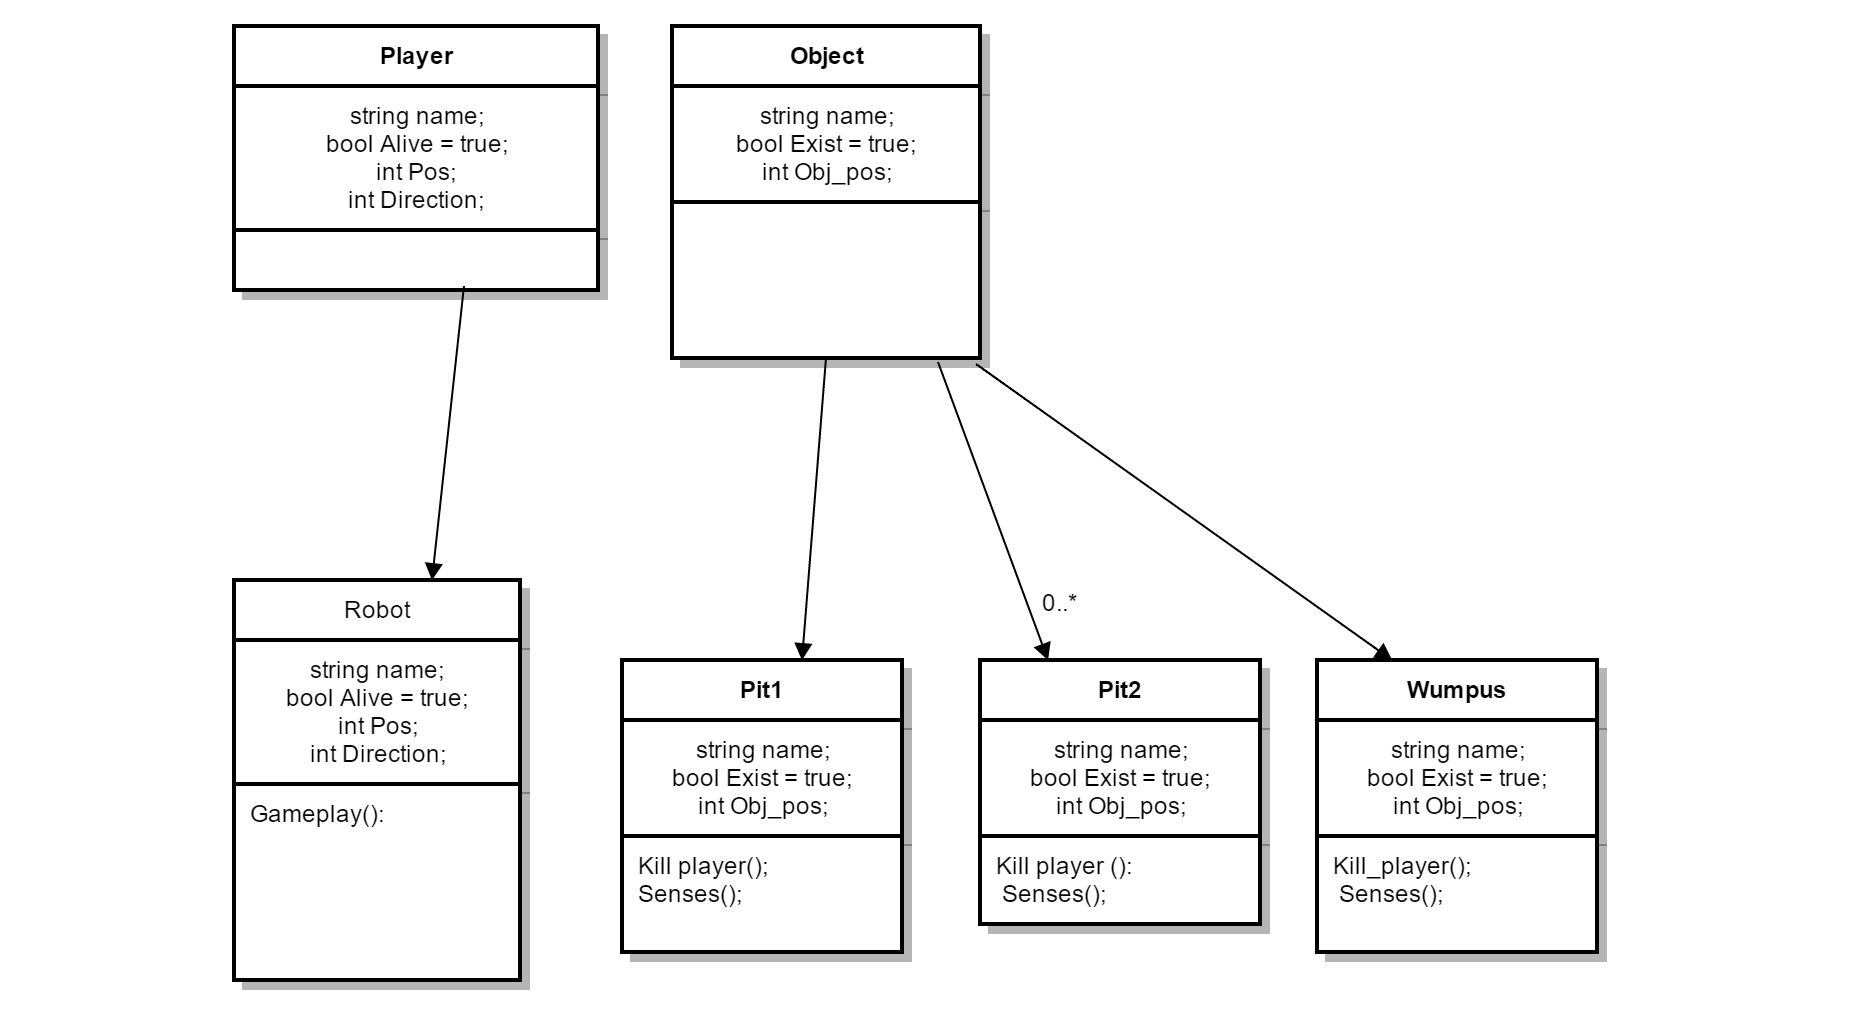 Player
string name;
bool Alive = true;
int Pos;
int Direction;
Object
string name;
bool Exist = true;
int Obj_pos;
0..*
Robot
string name;
bool Alive = true;
int Pos;
int Direction;
Gameplay():
Pit1
string name;
bool Exist = true;
int Obj_pos;
Kill player();
Senses();
Pit2
string name;
bool Exist = true;
int Obj_pos;
Kill player ():
Senses();
Wumpus
string name;
bool Exist = true;
int Obj_pos;
Kill_player();
Senses();